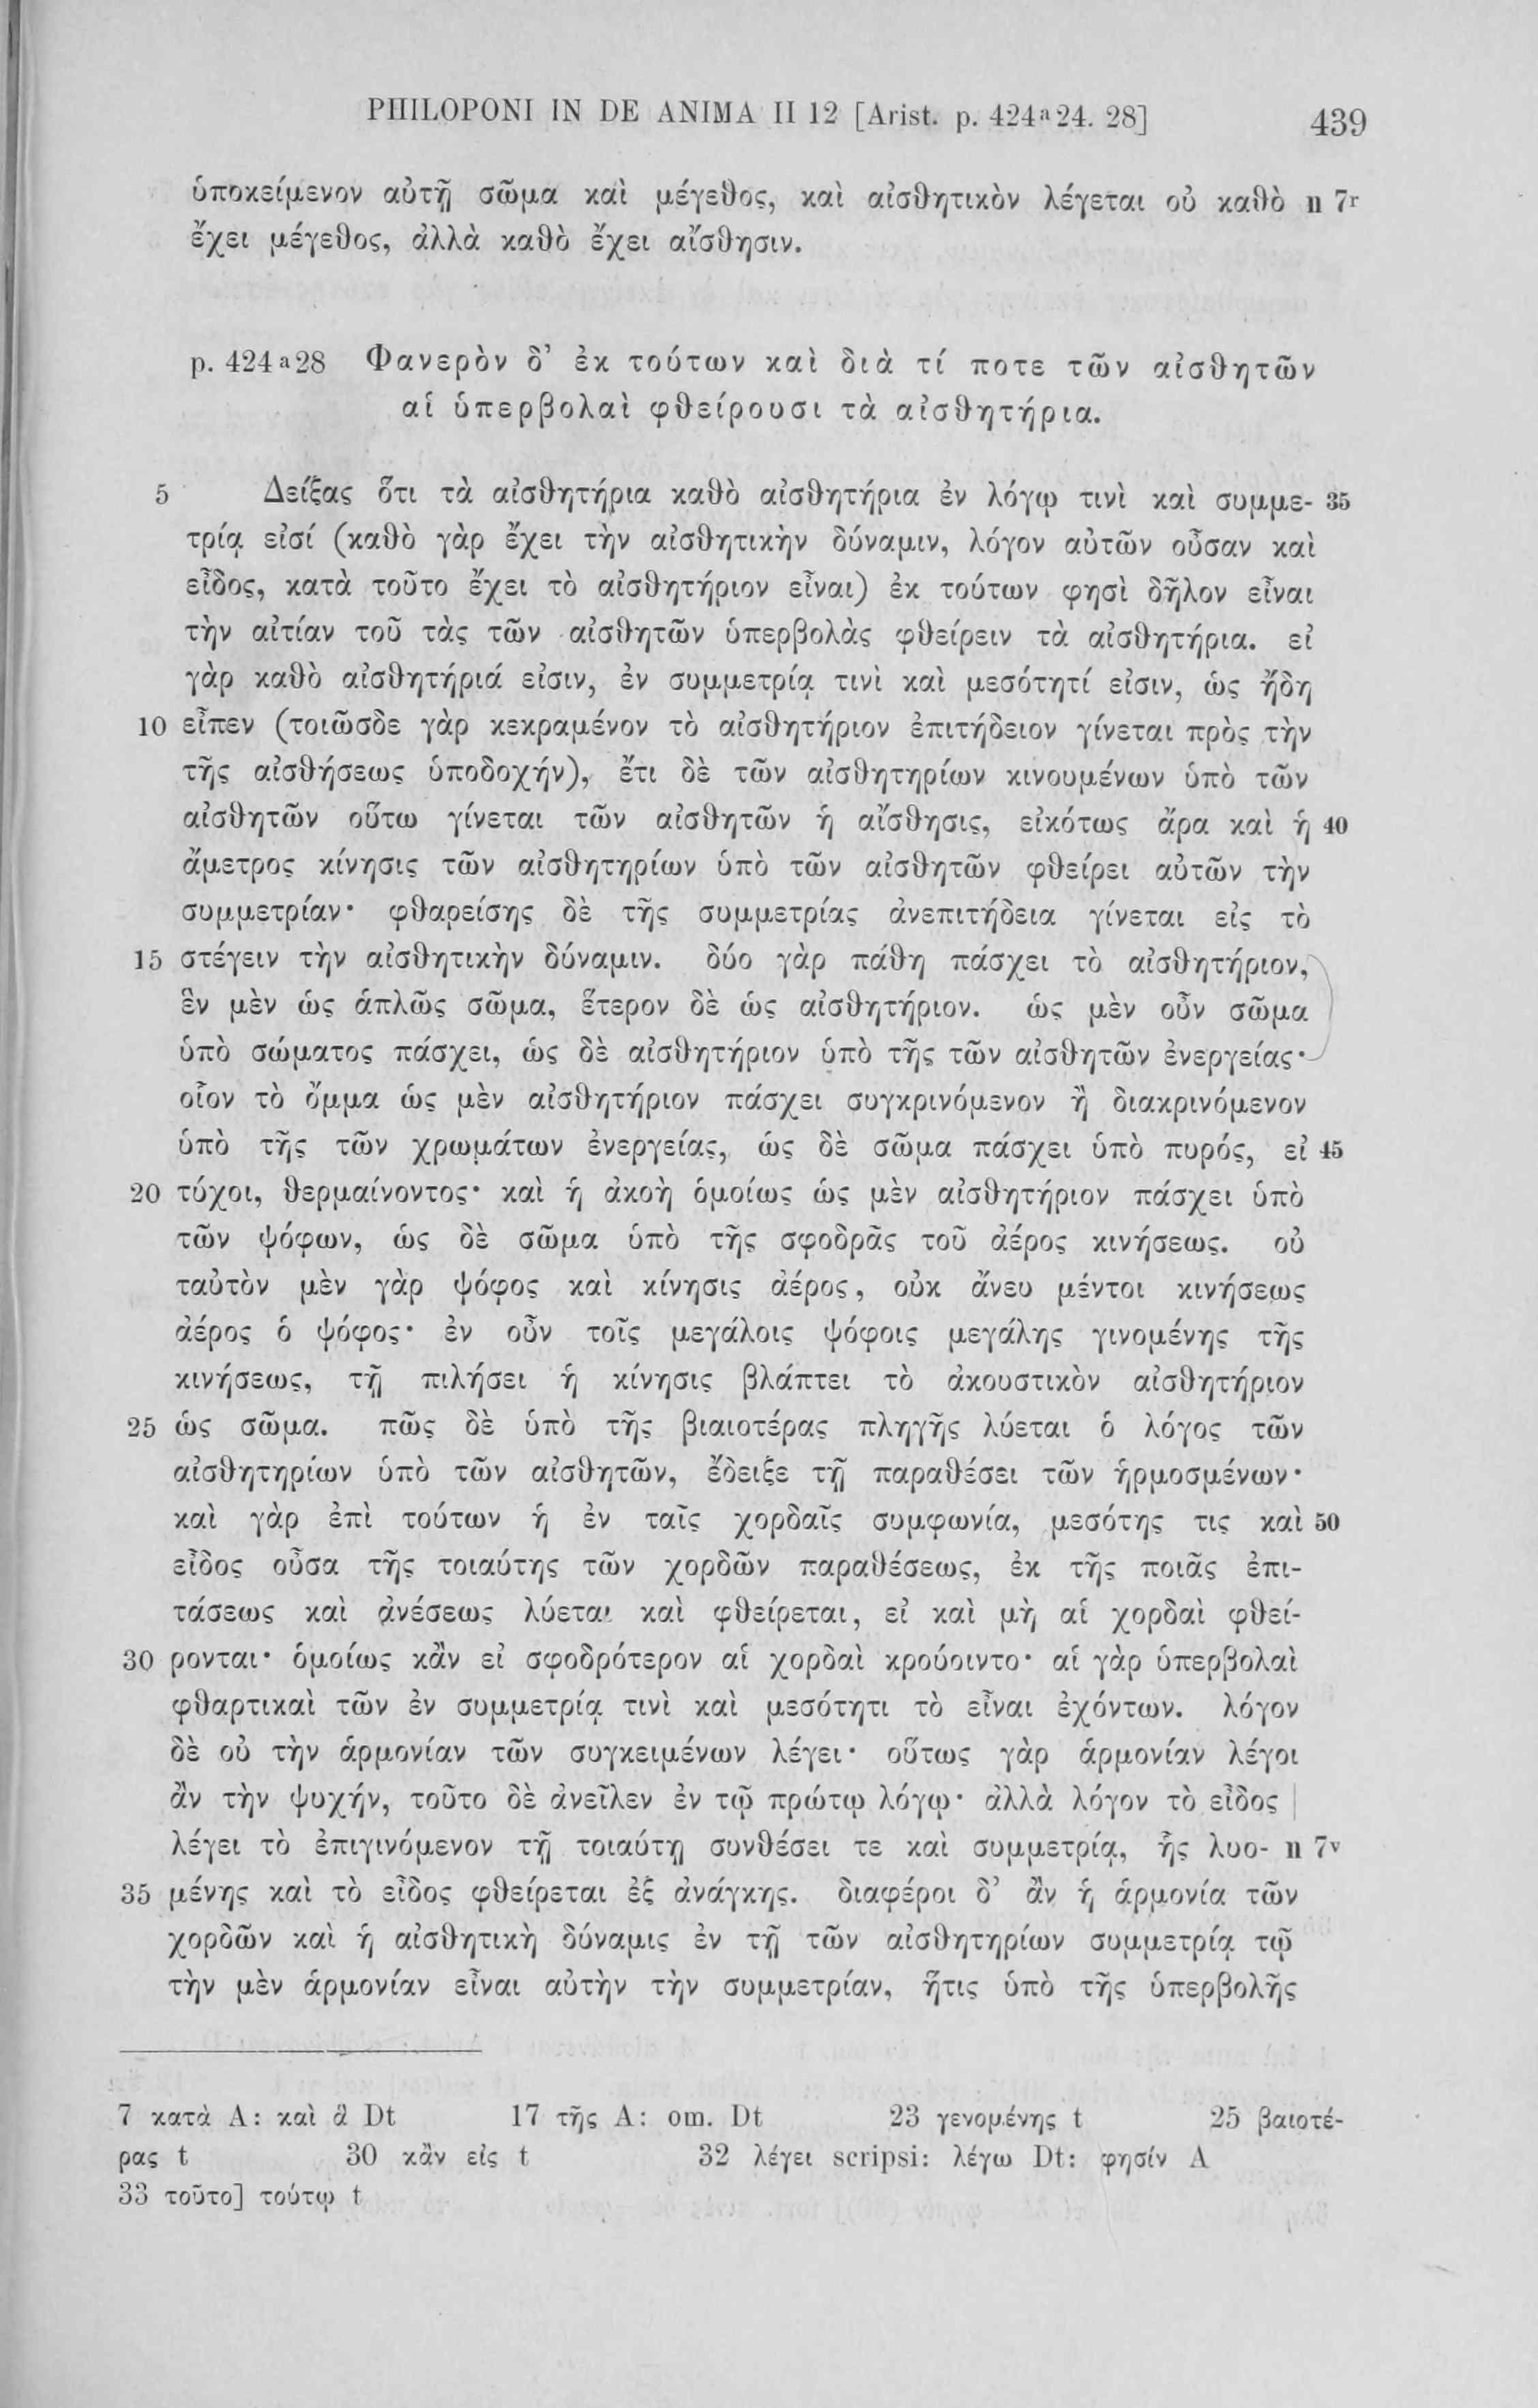 PHILOPONI IN DE ANIMA II 12 [Arist. p. 424ᵃ24. 28] 439
ὑποκείμενον αὐτῇ σῶμα καὶ μέγεθος, καὶ αἰσθητικὸν λέγεται οὐ καθὸ n 7ʳ
ἔχει μέγεθος, ἀλλὰ καθὸ ἔχει αἴσθησιν.
p. 424ᵃ28 Φανερὸν δ’ ἐκ τούτων καὶ διὰ τί ποτε τῶν αἰσθητῶν
αἱ ὑπερβολαὶ φθείρουσι τὰ αἰσθητήρια.
5 Δείξας ὅτι τὰ αἰσθητήρια καθὸ αἰσθητήρια ἐν λόγῳ τινὶ καὶ συμμε- 35
τρίᾳ εἰσί (καθὸ γὰρ ἔχει τὴν αἰσθητικὴν δύναμιν, λόγον αὐτῶν οὖσαν καὶ
εἶδος, κατὰ τοῦτο ἔχει τὸ αἰσθητήριον εἶναι) ἐκ τούτων φησὶ δῆλον εἶναι
τὴν αἰτίαν τοῦ τὰς τῶν αἰσθητῶν ὑπερβολὰς φθείρειν τὰ αἰσθητήρια. εἰ
γὰρ καθὸ αἰσθητήριά εἰσιν, ἐν συμμετρίᾳ τινὶ καὶ μεσότητί εἰσιν, ὡς ἤδη
10 εἶπεν (τοιῶσδε γὰρ κεκραμένον τὸ αἰσθητήριον ἐπιτήδειον γίνεται πρὸς τὴν
τῆς αἰσθήσεως ὑποδοχήν), ἔτι δὲ τῶν αἰσθητηρίων κινουμένων ὑπὸ τῶν
αἰσθητῶν οὕτω γίνεται τῶν αἰσθητῶν ἡ αἴσθησις, εἰκότως ἄρα καὶ ἡ 40
ἄμετρος κίνησις τῶν αἰσθητηρίων ὑπὸ τῶν αἰσθητῶν φθείρει αὐτῶν τὴν
συμμετρίαν· φθαρείσης δὲ τῆς συμμετρίας ἀνεπιτήδεια γίνεται εἰς τὸ
15 στέγειν τὴν αἰσθητικὴν δύναμιν. δύο γὰρ πάθη πάσχει τὸ αἰσθητήριον,
ἓν μὲν ὡς ἁπλῶς σῶμα, ἕτερον δὲ ὡς αἰσθητήριον. ὡς μὲν οὖν σῶμα
ὑπὸ σώματος πάσχει, ὡς δὲ αἰσθητήριον ὑπὸ τῆς τῶν αἰσθητῶν ἐνεργείας·
οἷον τὸ ὄμμα ὡς μὲν αἰσθητήριον πάσχει συγκρινόμενον ἢ διακρινόμενον
ὑπὸ τῆς τῶν χρωμάτων ἐνεργείας, ὡς δὲ σῶμα πάσχει ὑπὸ πυρός, εἰ 45
20 τύχοι, θερμαίνοντος· καὶ ἡ ἀκοὴ ὁμοίως ὡς μὲν αἰσθητήριον πάσχει ὑπὸ
τῶν ψόφων, ὡς δὲ σῶμα ὑπὸ τῆς σφοδρᾶς τοῦ ἀέρος κινήσεως. οὐ
ταὐτὸν μὲν γὰρ ψόφος καὶ κίνησις ἀέρος, οὐκ ἄνευ μέντοι κινήσεως
ἀέρος ὁ ψόφος· ἐν οὖν τοῖς μεγάλοις ψόφοις μεγάλης γινομένης τῆς
κινήσεως, τῇ πιλήσει ἡ κίνησις βλάπτει τὸ ἀκουστικὸν αἰσθητήριον
25 ὡς σῶμα. πῶς δὲ ὑπὸ τῆς βιαιοτέρας πληγῆς λύεται ὁ λόγος τῶν
αἰσθητηρίων ὑπὸ τῶν αἰσθητῶν, ἔδειξε τῇ παραθέσει τῶν ἡρμοσμένων·
καὶ γὰρ ἐπὶ τούτων ἡ ἐν ταῖς χορδαῖς συμφωνία, μεσότης τις καὶ 50
εἶδος οὖσα τῆς τοιαύτης τῶν χορδῶν παραθέσεως, ἐκ τῆς ποιᾶς ἐπι-
τάσεως καὶ ἀνέσεως λύεται καὶ φθείρεται, εἰ καὶ μὴ αἱ χορδαὶ φθεί-
30 ρονται· ὁμοίως κἂν εἰ σφοδρότερον αἱ χορδαὶ κρούοιντο· αἱ γὰρ ὑπερβολαὶ
φθαρτικαὶ τῶν ἐν συμμετρίᾳ τινὶ καὶ μεσότητι τὸ εἶναι ἐχόντων. λόγον
δὲ οὐ τὴν ἁρμονίαν τῶν συγκειμένων λέγει· οὕτως γὰρ ἁρμονίαν λέγοι
ἂν τὴν ψυχήν, τοῦτο δὲ ἀνεῖλεν ἐν τῷ πρώτῳ λόγῳ· ἀλλὰ λόγον τὸ εἶδος |
λέγει τὸ ἐπιγινόμενον τῇ τοιαύτῃ συνθέσει τε καὶ συμμετρίᾳ, ἧς λυο- n 7ᵛ
35 μένης καὶ τὸ εἶδος φθείρεται ἐξ ἀνάγκης. διαφέροι δ’ ἂν ἡ ἁρμονία τῶν
χορδῶν καὶ ἡ αἰσθητικὴ δύναμις ἐν τῇ τῶν αἰσθητηρίων συμμετρίᾳ τῷ
τὴν μὲν ἁρμονίαν εἶναι αὐτὴν τὴν συμμετρίαν, ἥτις ὑπὸ τῆς ὑπερβολῆς
7 κατὰ A: καὶ ἃ Dt 17 τῆς A: om. Dt 23 γενομένης t 25 βαιοτέ-
ρας t 30 κἂν εἰς t 32 λέγει scripsi: λέγω Dt: φησίν A
33 τοῦτο] τούτῳ t